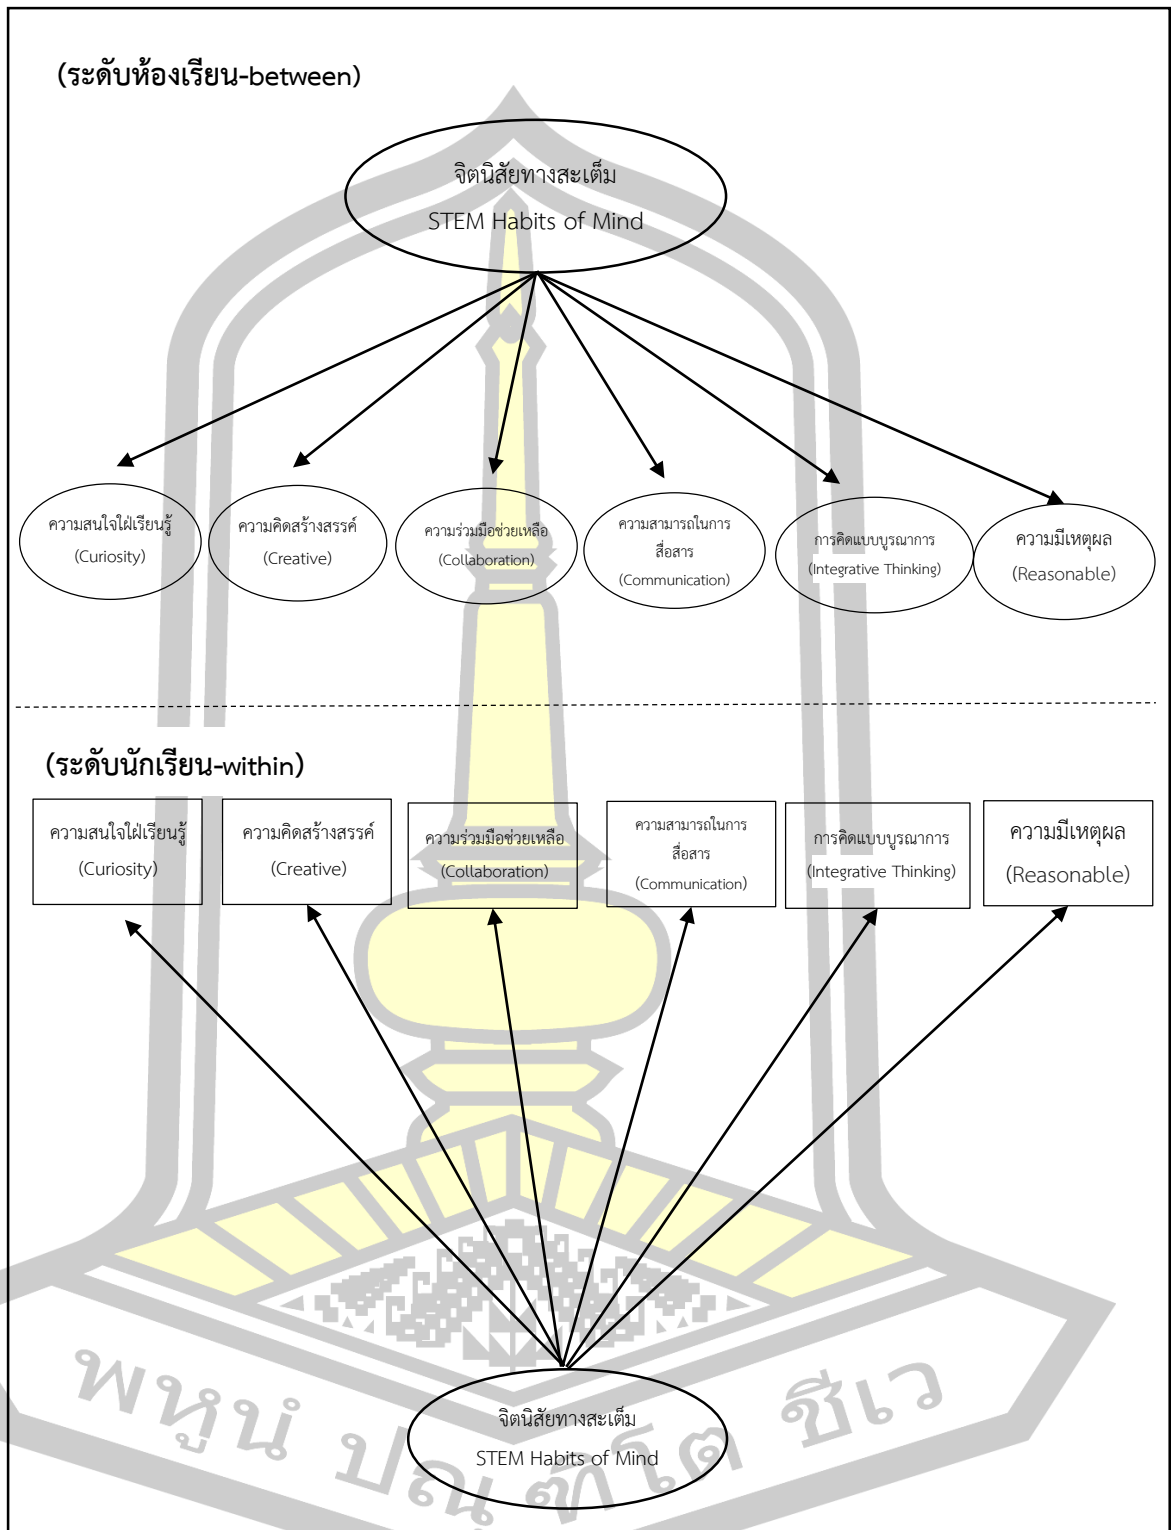 (ระดับห้องเรียน-between)
จิตนิสัยทางสะเต็ม
STEM Habits of Mind
ความสนใจใฝ่เรียนรู้
(Curiosity)
ความคิดสร้างสรรค์
(Creative)
ความร่วมมือช่วยเหลือ
(Collaboration)
ความสามารถในการ
สื่อสาร
(Communication)
การคิดแบบบูรณาการ
(Integrative Thinking)
ความมีเหตุผล
(Reasonable)
(ระดับนักเรียน-within)
ความสนใจใฝ่เรียนรู้
(Curiosity)
ความคิดสร้างสรรค์
(Creative)
ความร่วมมือช่วยเหลือ
(Collaboration)
ความสามารถในการ
สื่อสาร
(Communication)
การคิดแบบบูรณาการ
(Integrative Thinking)
ความมีเหตุผล
(Reasonable)
จิตนิสัยทางสะเต็ม
STEM Habits of Mind
พหูนํ ปณฺฑิโต ชีเว